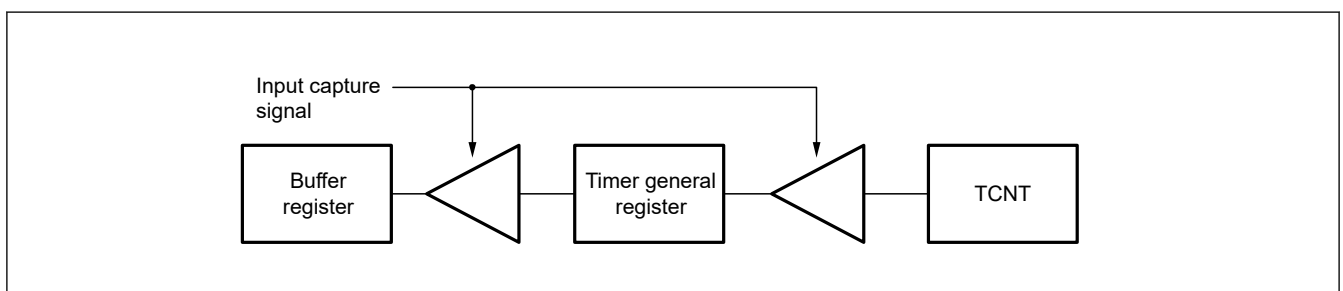 Input capture
signal
Buffer
register
Timer general
register
TCNT